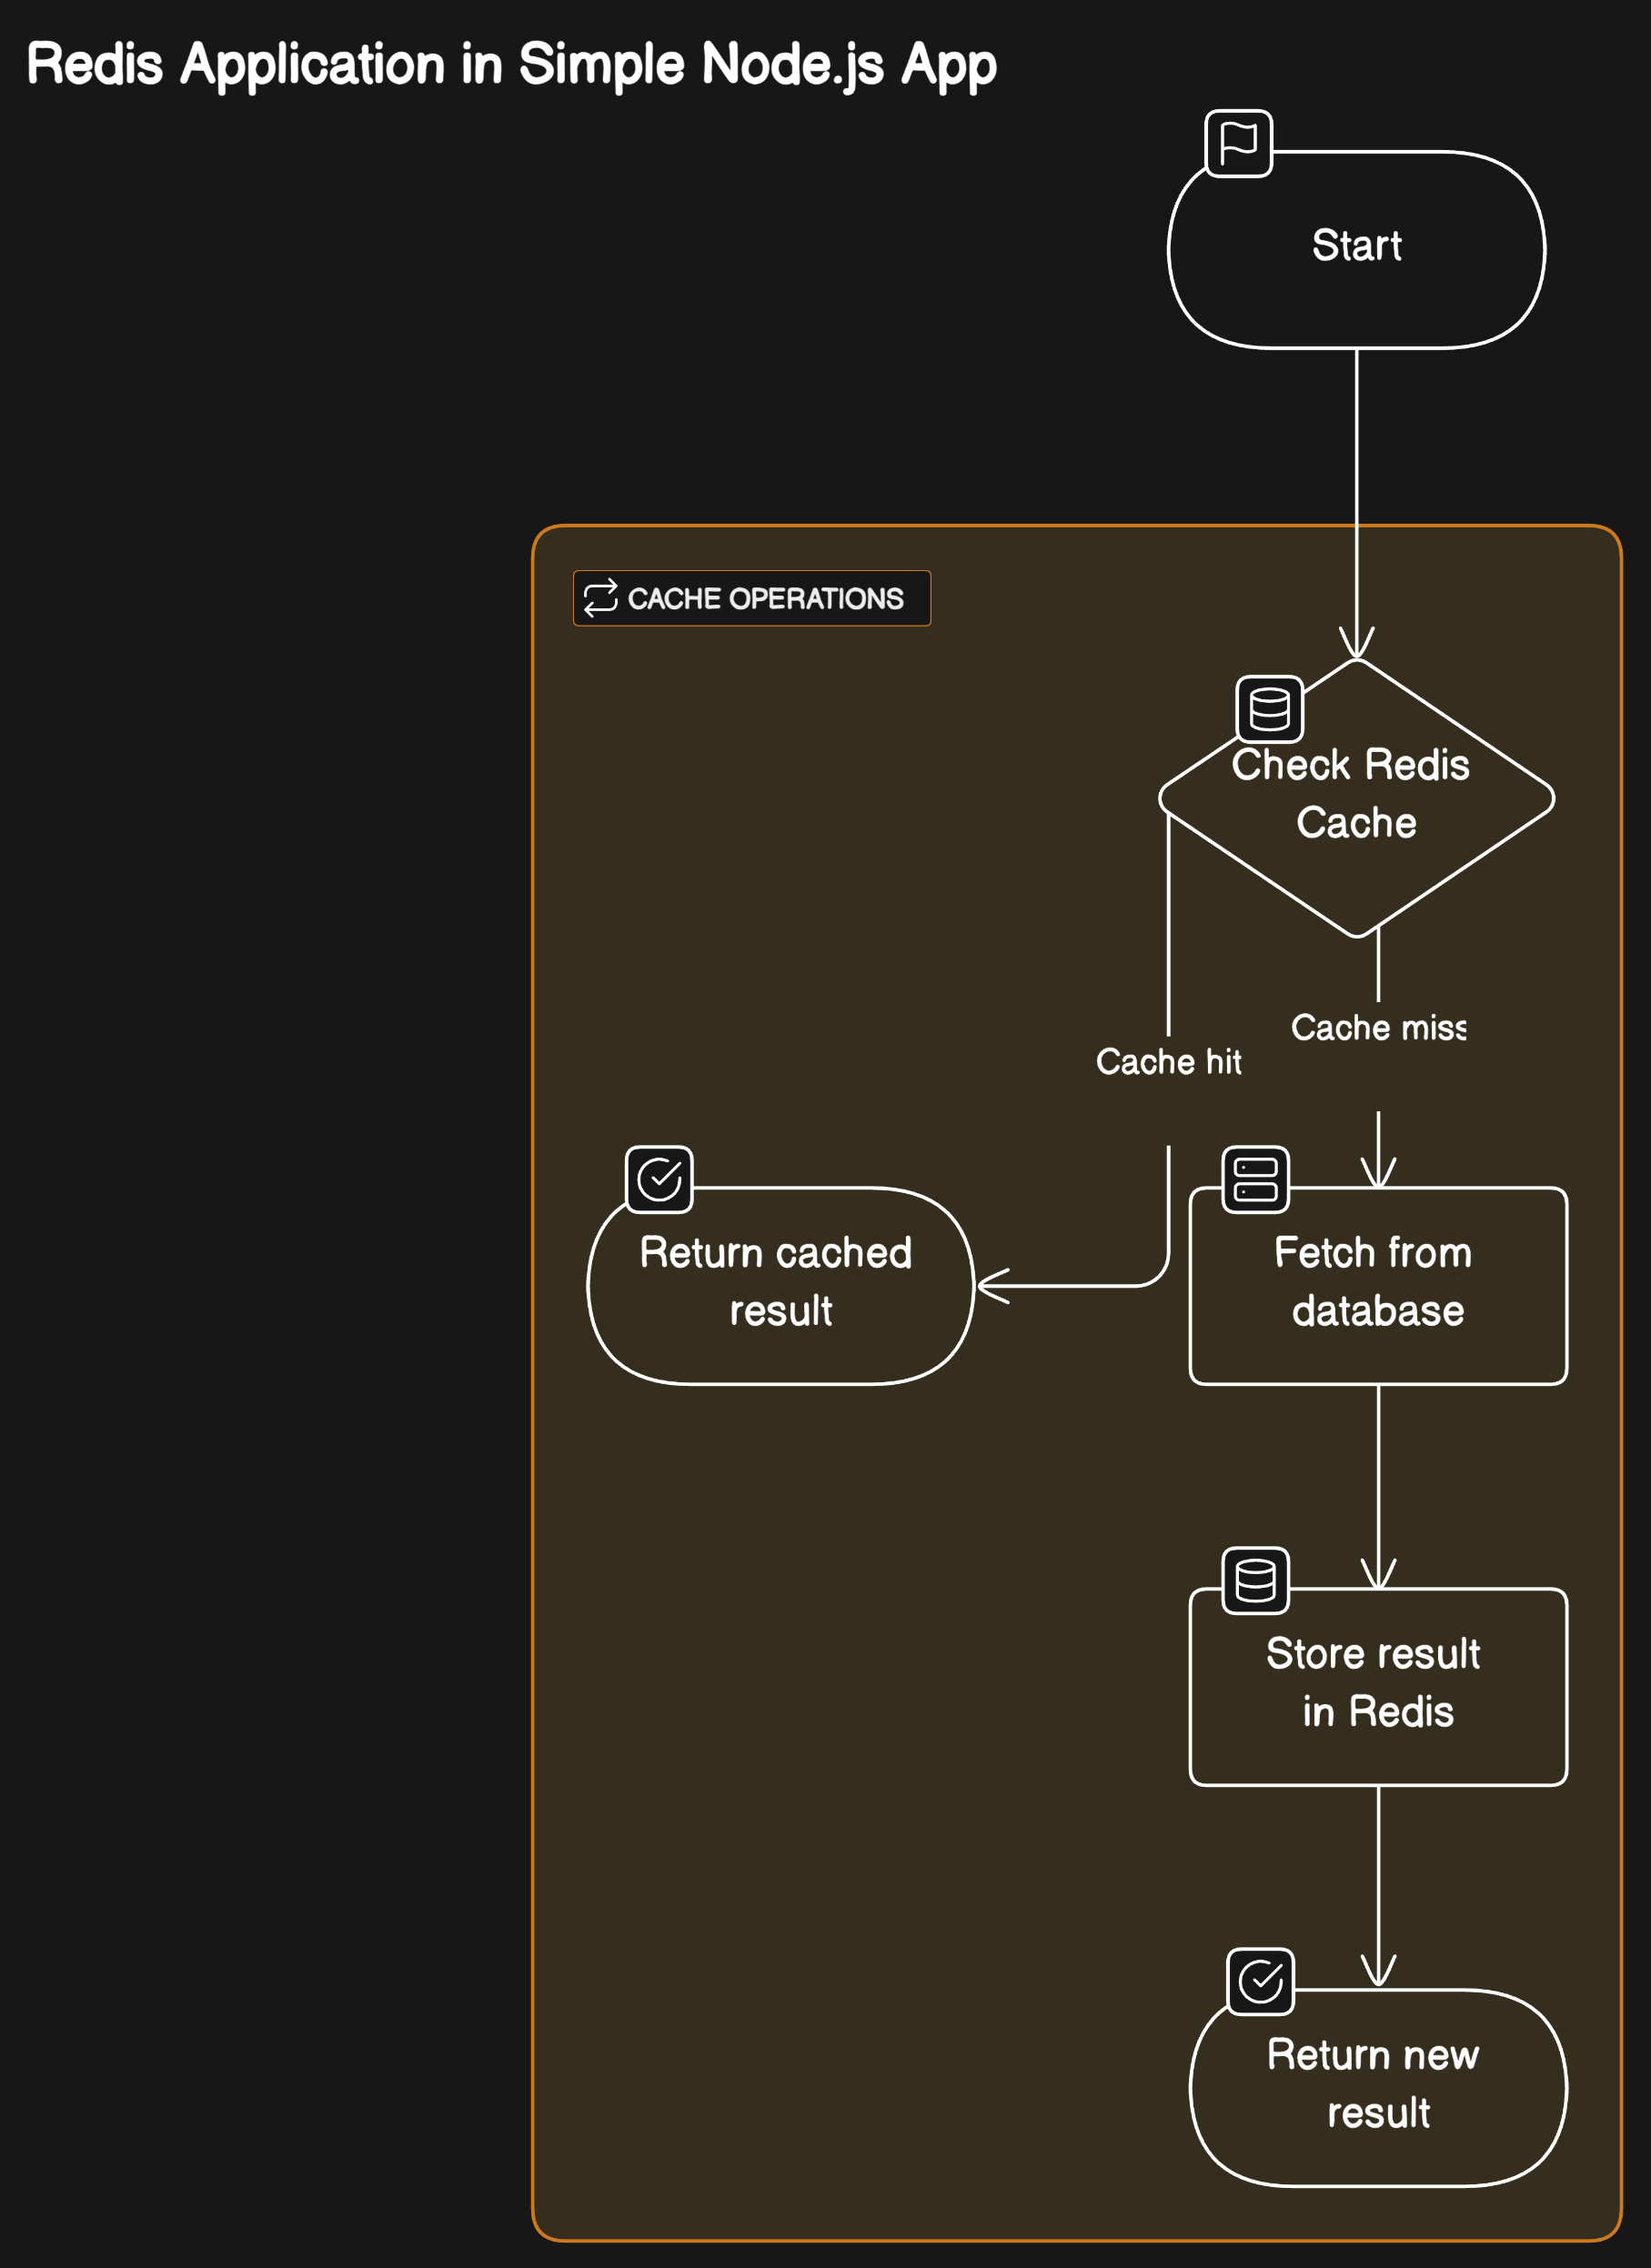 Redis Application in Simple Node.js App
Start
CACHE OPERATIONS
Check Redis
Cache
Cache miss
Cache hit
Return cached
result
Fetch from
database
Store result
in Redis
Return new
result